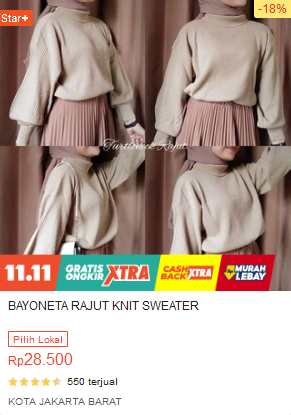 Star+
-18%
Turtleneck Rajut
11.11
GRATIS ONGKIR XTRA
CASH BACK XTRA
MURAH LEBAY
BAYONETA RAJUT KNIT SWEATER
Pilih Lokal
Rp28.500
550 terjual
KOTA JAKARTA BARAT